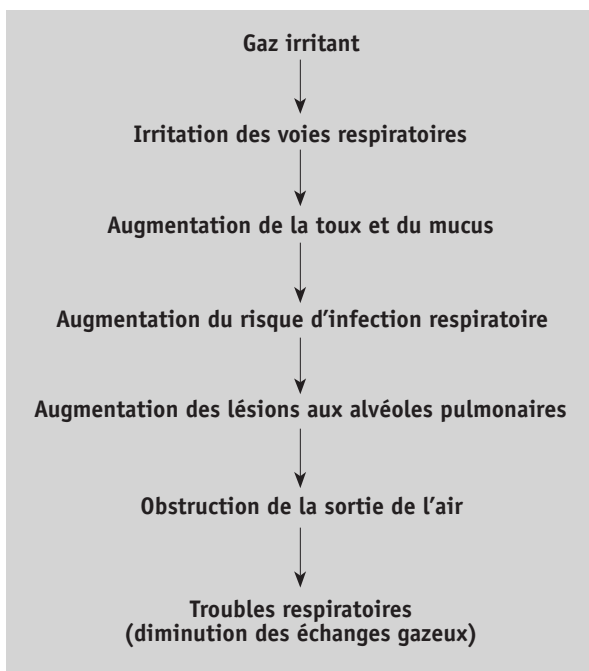 Gaz irritant
Irritation des voies respiratoires
Augmentation de la toux et du mucus
Augmentation du risque d’infection respiratoire
Augmentation des lésions aux alvéoles pulmonaires
Obstruction de la sortie de l’air
Troubles respiratoires
(diminution des échanges gazeux)